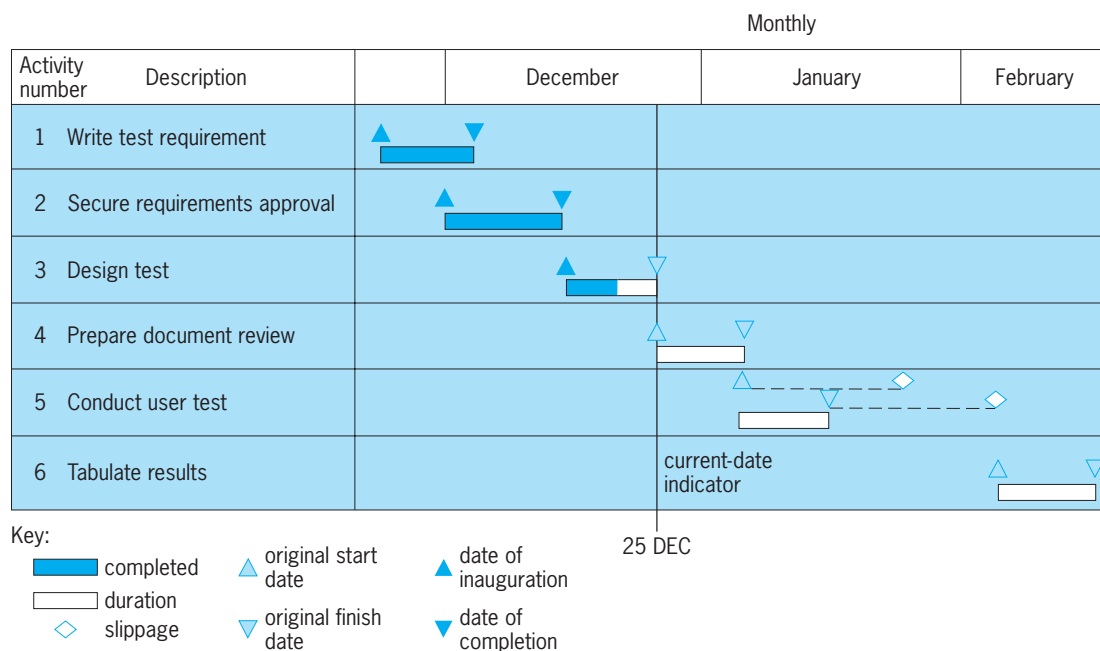 Monthly
Activity
number
Description
December
January
February
1 Write test requirement
2 Secure requirements approval
3 Design test
4 Prepare document review
5 Conduct user test
6 Tabulate results
current-date
indicator
25 DEC
Key:
completed
duration
slippage
original start
date
original finish
date
date of
inauguration
date of
completion